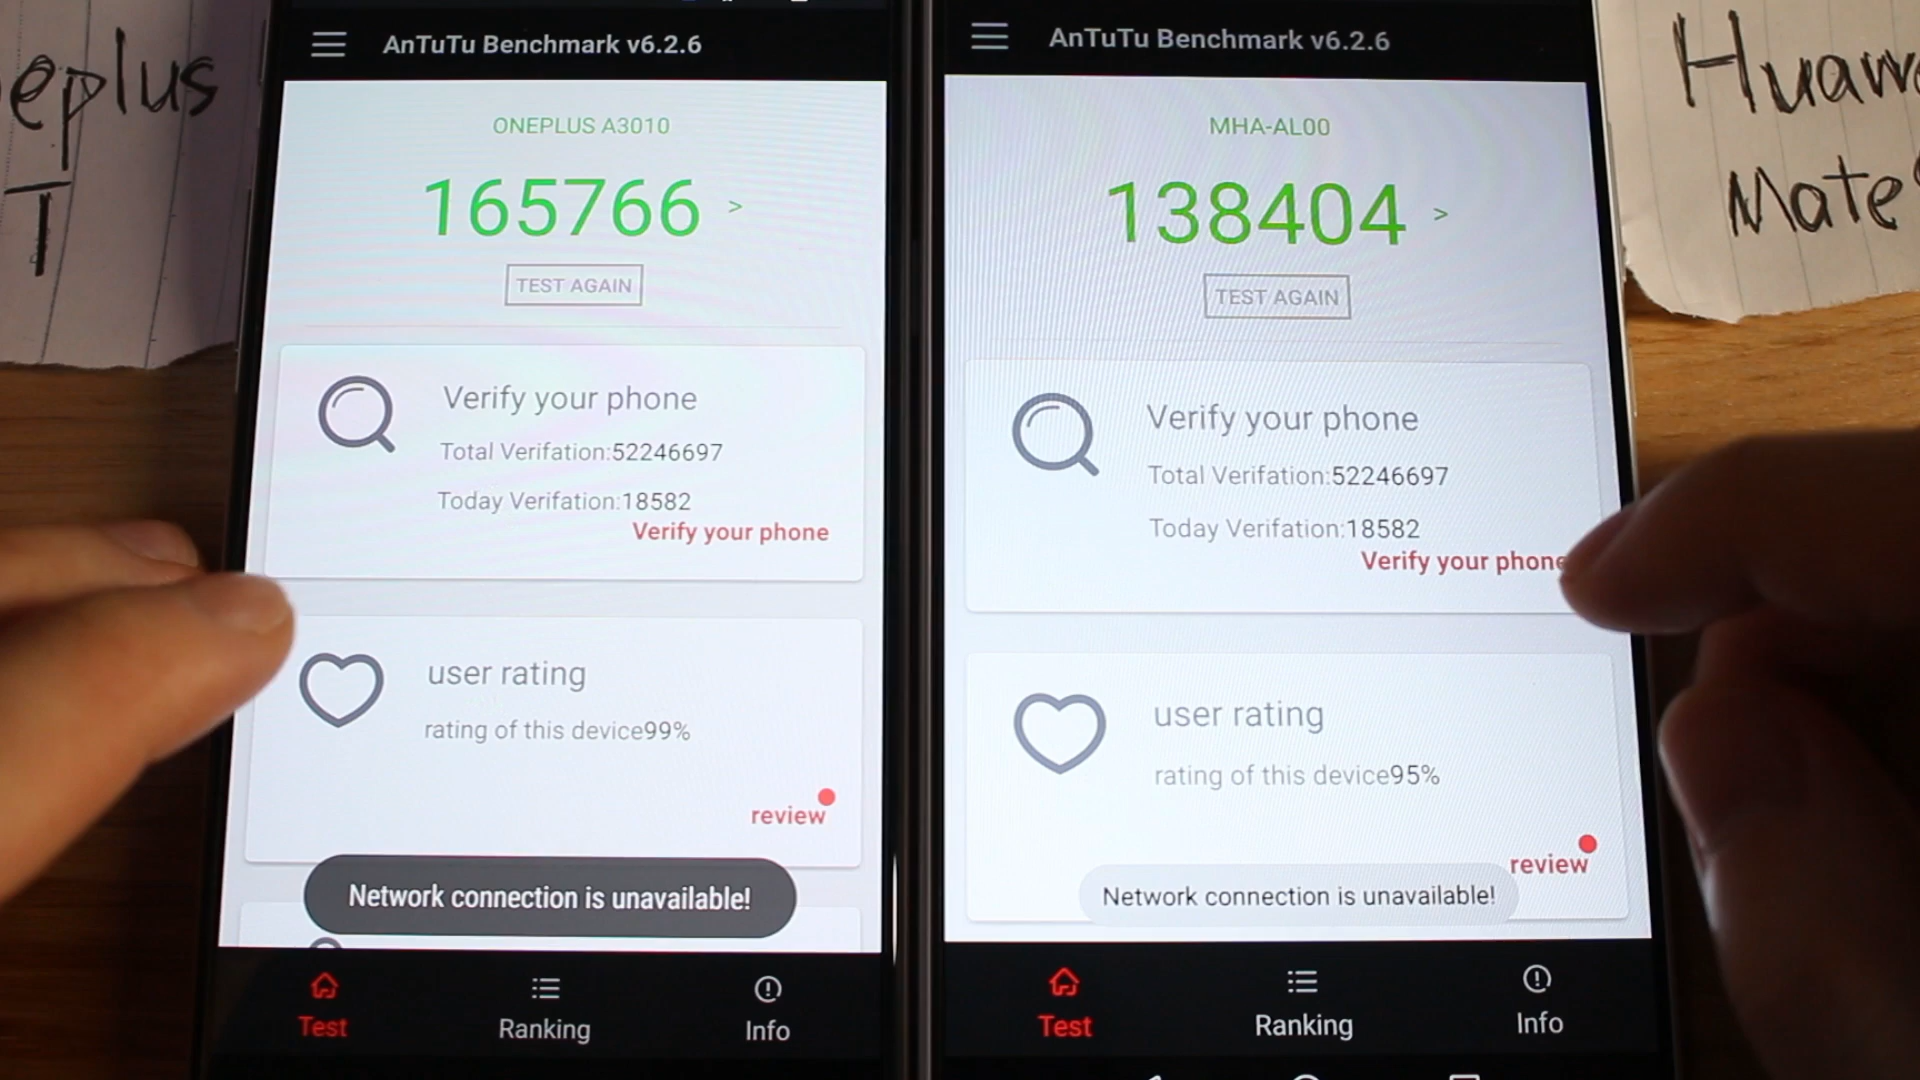 eplus
T
AnTuTu Benchmark v6.2.6
ONEPLUS A3010
165766 >
TEST AGAIN
Verify your phone
Total Verifation:52246697
Today Verifation:18582
Verify your phone
user rating
rating of this device99%
review
Network connection is unavailable!
Test
Ranking
Info
AnTuTu Benchmark v6.2.6
MHA-AL00
138404 >
TEST AGAIN
Verify your phone
Total Verifation:52246697
Today Verifation:18582
Verify your phone
user rating
rating of this device95%
review
Network connection is unavailable!
Test
Ranking
Info
Huaw
Mate